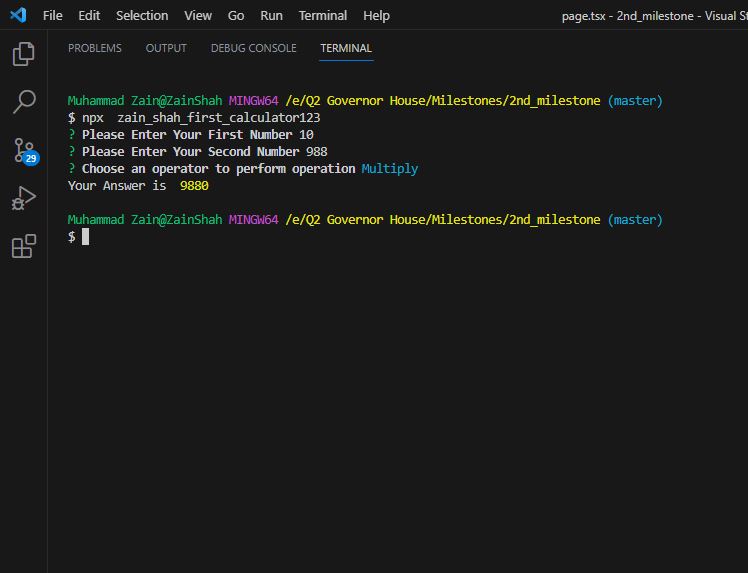 File Edit Selection View Go Run Terminal Help page.tsx - 2nd_milestone - Visual
PROBLEMS OUTPUT DEBUG CONSOLE TERMINAL
Muhammad Zain@ZainShah MINGW64 /e/Q2 Governor House/Milestones/2nd_milestone (master)
$ npx  zain_shah_first_calculator123
? Please Enter Your First Number 10
? Please Enter Your Second Number 988
? Choose an operator to perform operation Multiply
Your Answer is  9880
Muhammad Zain@ZainShah MINGW64 /e/Q2 Governor House/Milestones/2nd_milestone (master)
$
29